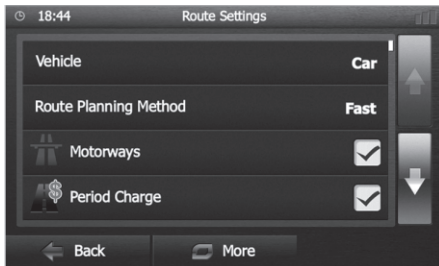 18:44 Route Settings
Vehicle Car
Route Planning Method Fast
Motorways
Period Charge
Back More